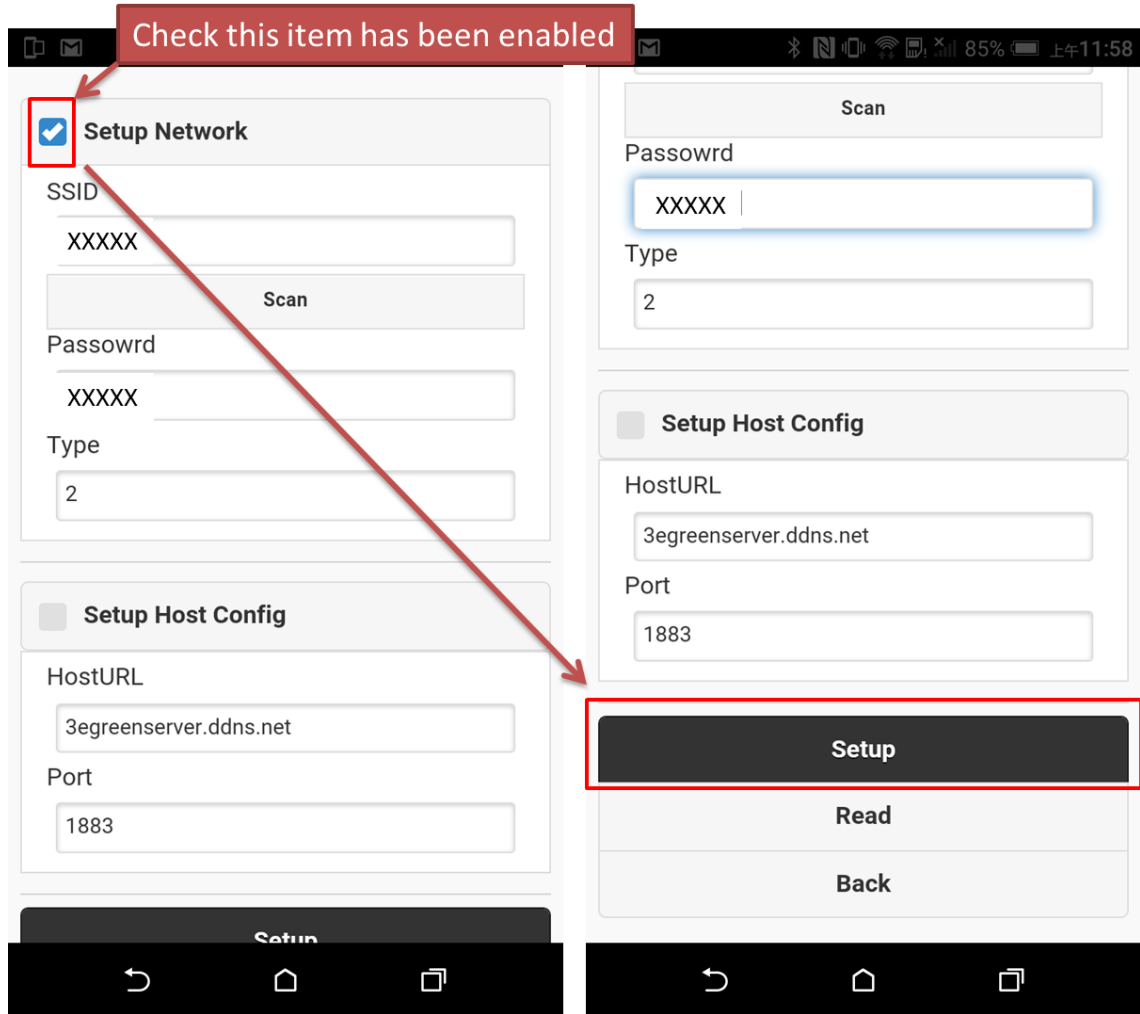 Check this item has been enabled
Setup Network
SSID
XXXXX
Scan
Passowrd
XXXXX
Type
2
Setup Host Config
HostURL
3egreenserver.ddns.net
Port
1883
Setup
85% 上午11:58
Scan
Passowrd
XXXXX
Type
2
Setup Host Config
HostURL
3egreenserver.ddns.net
Port
1883
Setup
Read
Back